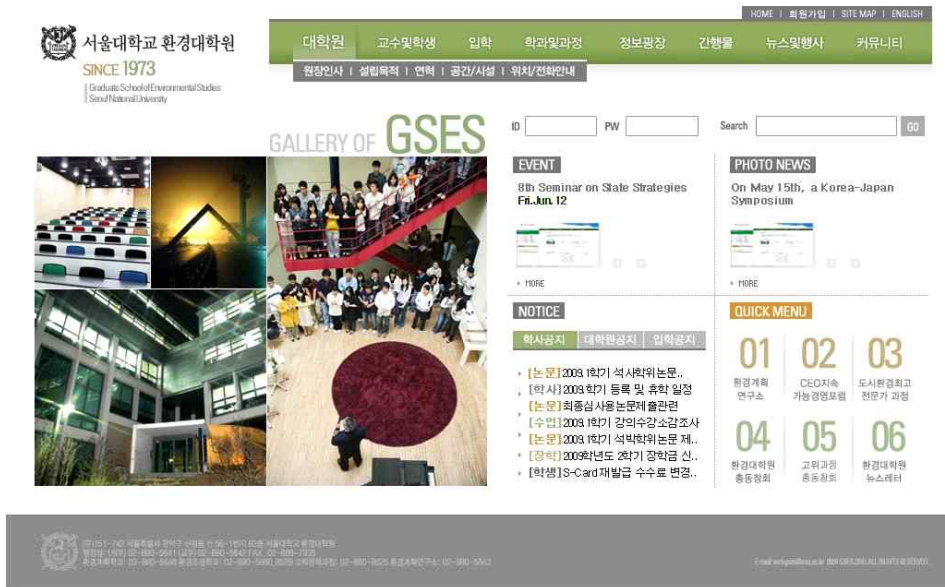 HOME | 회원가입 | SITE MAP | ENGLISH
서울대학교 환경대학원
SINCE 1973
Graduate School of Environmental Studies
Seoul National University
대학원 교수및학생 입학 학과및과정 정보광장 간행물 뉴스및행사 커뮤니티
원장인사 | 설립목적 | 연혁 | 공간/시설 | 위치/전화안내
GALLERY OF GSES
ID PW Search GO
EVENT
8th Seminar on State Strategies
Fri.Jun. 12
MORE
PHOTO NEWS
On May 15th, a Korea-Japan
Symposium
MORE
NOTICE
학사공지 대학원공지 입학공지
[논문]2009.1학기 석사학위논문..
[학사]2009.학기 등록 및 휴학 일정
[논문]최종심사용논문제출관련
[수업]2009.1학기 강의수강소감조사
[논문]2009.1학기 석박학위논문 제..
[장학]2009학년도 2학기 장학금 신..
[학생]S-Card 재발급 수수료 변경..
QUICK MENU
01 02 03
환경계획
연구소
CEO지속
가능경영포럼
도시환경최고
전문가 과정
04 05 06
환경대학원
총동창회
고위과정
총동창회
환경대학원
뉴스레터